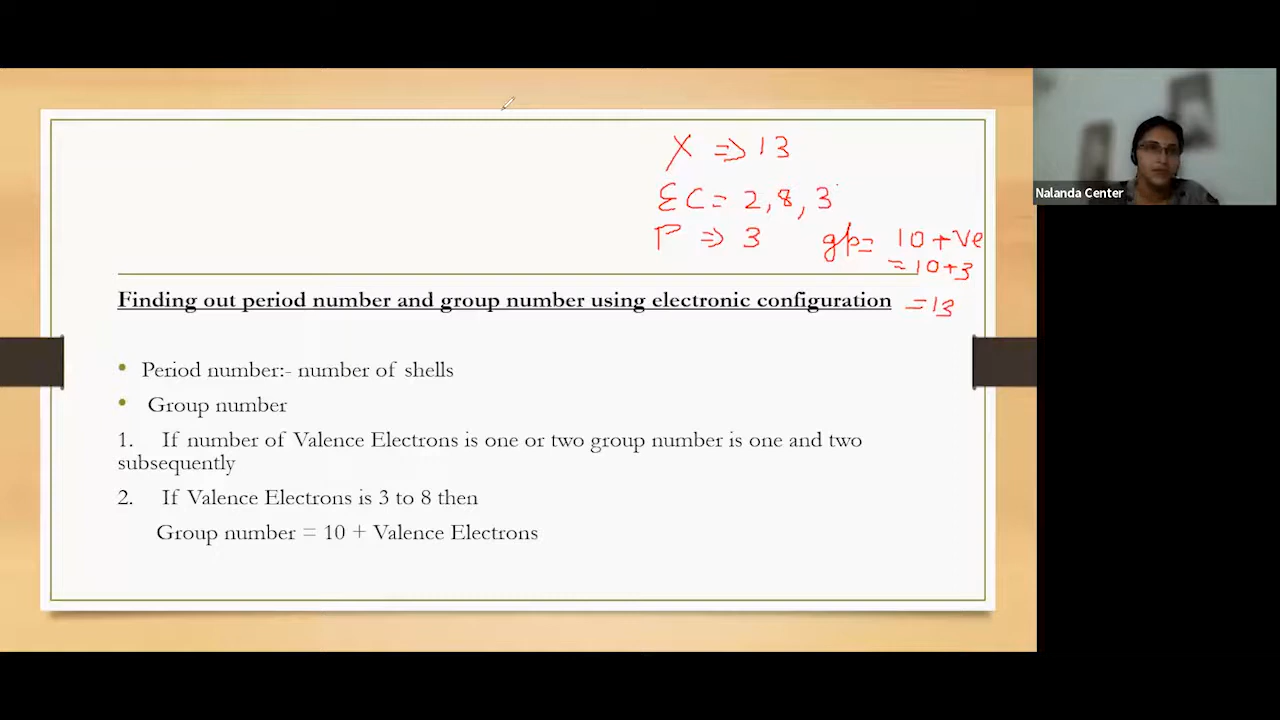 X ⇒ 13
EC = 2, 8, 3
P ⇒ 3 gp = 10 + Ve
= 10 + 3
= 13
Finding out period number and group number using electronic configuration
• Period number:- number of shells
• Group number
1. If number of Valence Electrons is one or two group number is one and two
subsequently
2. If Valence Electrons is 3 to 8 then
Group number = 10 + Valence Electrons
Nalanda Center